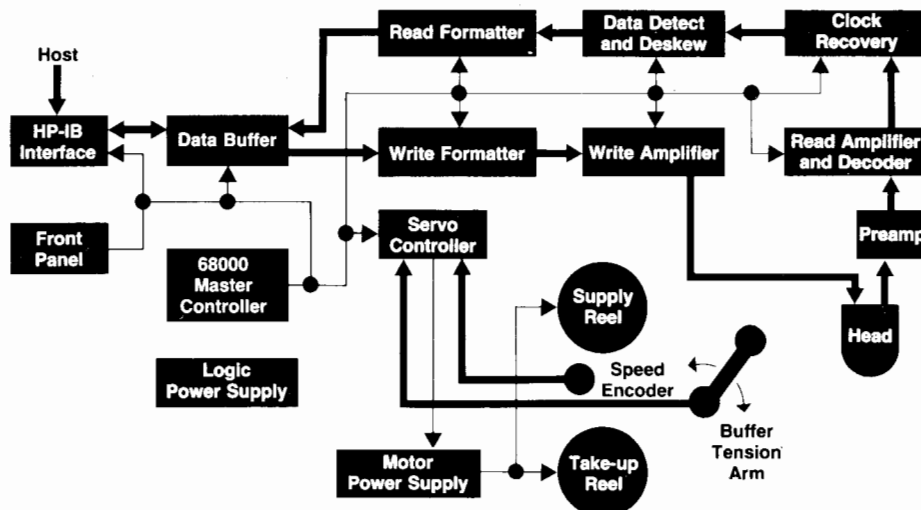 Read Formatter
Data Detect
and Deskew
Clock
Recovery
Host
HP-IB
Interface
Data Buffer
Write Formatter
Write Amplifier
Read Amplifier
and Decoder
Front
Panel
68000
Master
Controller
Servo
Controller
Preamp
Supply
Reel
Head
Logic
Power Supply
Speed
Encoder
Buffer
Tension
Arm
Motor
Power Supply
Take-up
Reel